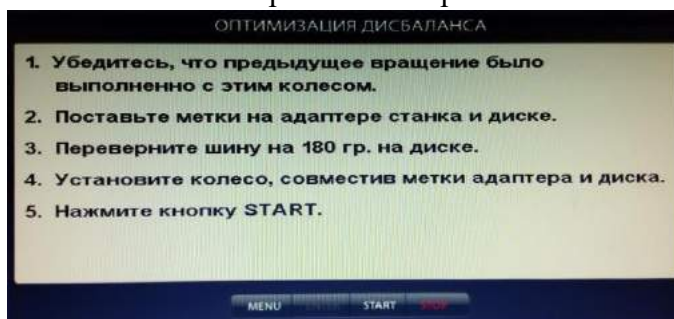 ОПТИМИЗАЦИЯ ДИСБАЛАНСА
1. Убедитесь, что предыдущее вращение было
выполненно с этим колесом.
2. Поставьте метки на адаптере станка и диске.
3. Переверните шину на 180 гр. на диске.
4. Установите колесо, совместив метки адаптера и диска.
5. Нажмите кнопку START.
MENU START STOP